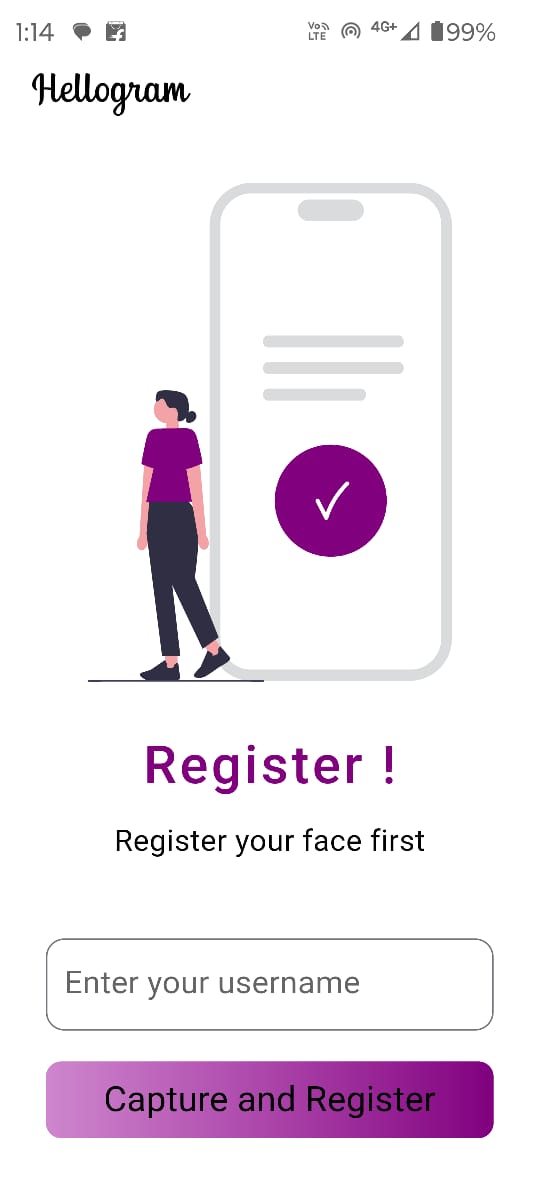 1:14 Vo LTE 4G+ 99%
Hellogram
Register !
Register your face first
Enter your username
Capture and Register